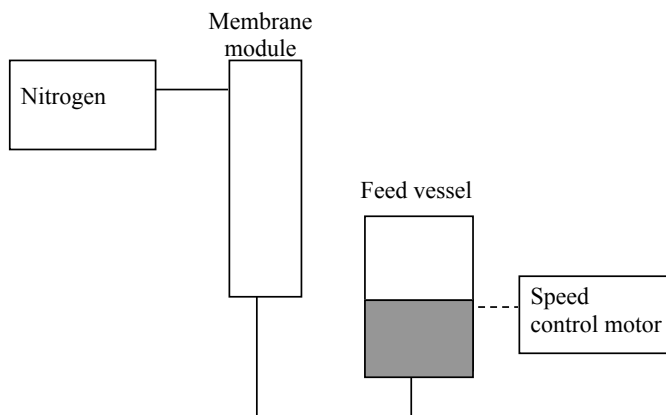 Membrane
module
Nitrogen
Feed vessel
Speed
control motor